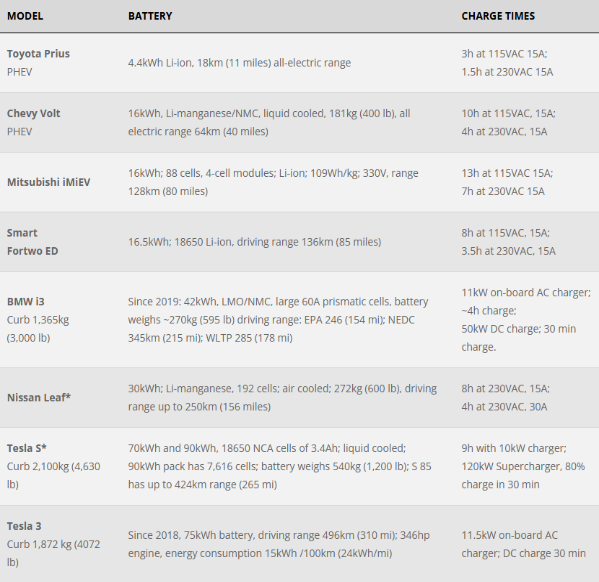 MODEL BATTERY CHARGE TIMES
Toyota Prius
PHEV
4.4kWh Li-ion, 18km (11 miles) all-electric range
3h at 115VAC 15A;
1.5h at 230VAC 15A
Chevy Volt
PHEV
16kWh, Li-manganese/NMC, liquid cooled, 181kg (400 lb), all
electric range 64km (40 miles)
10h at 115VAC, 15A;
4h at 230VAC, 15A
Mitsubishi iMiEV
16kWh; 88 cells, 4-cell modules; Li-ion; 109Wh/kg; 330V, range
128km (80 miles)
13h at 115VAC 15A;
7h at 230VAC 15A
Smart
Fortwo ED
16.5kWh; 18650 Li-ion, driving range 136km (85 miles)
8h at 115VAC, 15A;
3.5h at 230VAC, 15A
BMW i3
Curb 1,365kg
(3,000 lb)
Since 2019: 42kWh, LMO/NMC, large 60A prismatic cells, battery
weighs ~270kg (595 lb) driving range: EPA 246 (154 mi); NEDC
345km (215 mi); WLTP 285 (178 mi)
11kW on-board AC charger;
~4h charge;
50kW DC charge; 30 min
charge.
Nissan Leaf*
30kWh; Li-manganese, 192 cells; air cooled; 272kg (600 lb), driving
range up to 250km (156 miles)
8h at 230VAC, 15A;
4h at 230VAC, 30A
Tesla S*
Curb 2,100kg (4,630
lb)
70kWh and 90kWh, 18650 NCA cells of 3.4Ah; liquid cooled;
90kWh pack has 7,616 cells; battery weighs 540kg (1,200 lb); S 85
has up to 424km range (265 mi)
9h with 10kW charger;
120kW Supercharger, 80%
charge in 30 min
Tesla 3
Curb 1,872 kg (4072
lb)
Since 2018, 75kWh battery, driving range 496km (310 mi); 346hp
engine, energy consumption 15kWh /100km (24kWh/mi)
11.5kW on-board AC
charger; DC charge 30 min